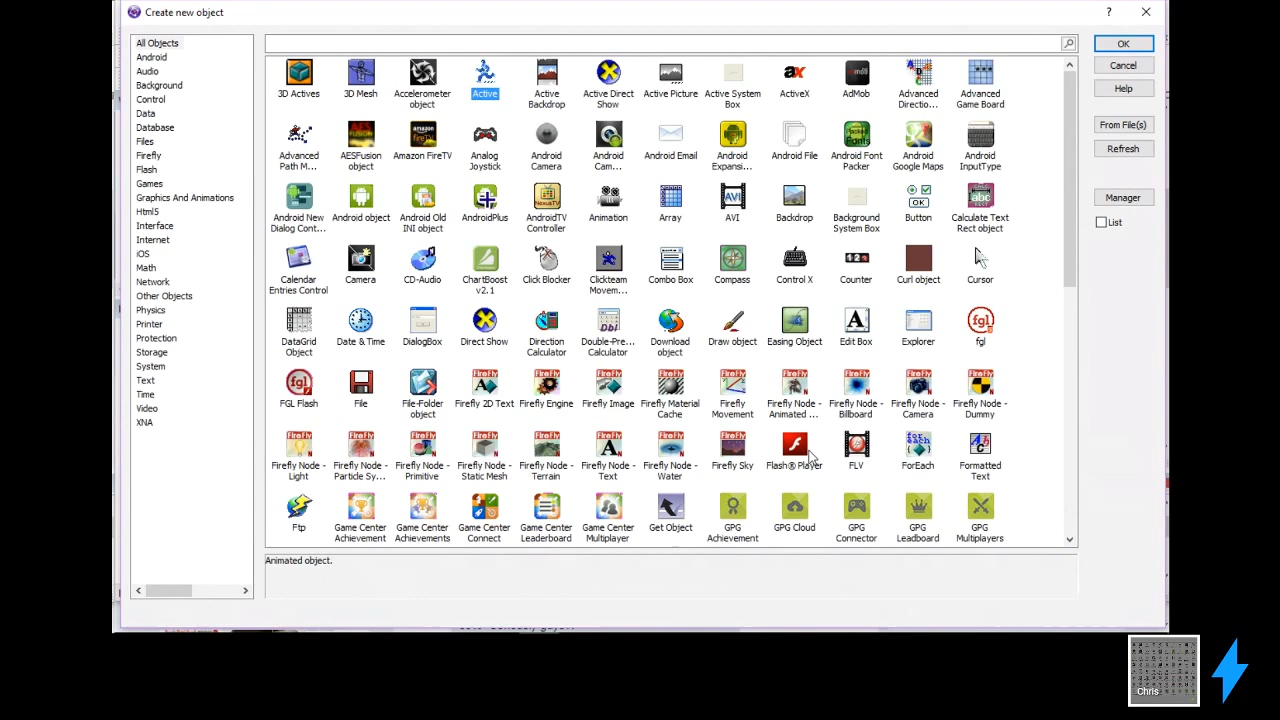 Create new object
?
All Objects
Android
Audio
Background
Control
Data
Database
Files
Firefly
Flash
Games
Graphics And Animations
Html5
Interface
Internet
iOS
Math
Network
Other Objects
Physics
Printer
Protection
Storage
System
Text
Time
Video
XNA
3D Actives
3D Mesh
Accelerometer
object
Active
Active
Backdrop
Active Direct
Show
Active Picture
Active System
Box
ActiveX
AdMob
Advanced
Directio...
Advanced
Game Board
Advanced
Path M...
AESFusion
object
Amazon FireTV
Analog
Joystick
Android
Camera
Android
Cam...
Android Email
Android
Expansi...
Android File
Android Font
Packer
Android
Google Maps
Android
InputType
Android New
Dialog Cont...
Android object
Android Old
INI object
AndroidPlus
AndroidTV
Controller
Animation
Array
AVI
Backdrop
Background
System Box
Button
Calculate Text
Rect object
Calendar
Entries Control
Camera
CD-Audio
ChartBoost
v2.1
Click Blocker
Clickteam
Movem...
Combo Box
Compass
Control X
Counter
Curl object
Cursor
DataGrid
Object
Date & Time
DialogBox
Direct Show
Direction
Calculator
Double-Pre...
Calculator
Download
object
Draw object
Easing Object
Edit Box
Explorer
fgl
FGL Flash
File
File-Folder
object
Firefly 2D Text
Firefly Engine
Firefly Image
Firefly Material
Cache
Firefly
Movement
Firefly Node -
Animated ...
Firefly Node -
Billboard
Firefly Node -
Camera
Firefly Node -
Dummy
Firefly Node -
Light
Firefly Node -
Particle Sy...
Firefly Node -
Primitive
Firefly Node -
Static Mesh
Firefly Node -
Terrain
Firefly Node -
Text
Firefly Node -
Water
Firefly Sky
Flash® Player
FLV
ForEach
Formatted
Text
Ftp
Game Center
Achievement
Game Center
Achievements
Game Center
Connect
Game Center
Leaderboard
Game Center
Multiplayer
Get Object
GPG
Achievement
GPG Cloud
GPG
Connector
GPG
Leadboard
GPG
Multiplayers
OK
Cancel
Help
From File(s)
Refresh
Manager
List
Animated object.
Chris